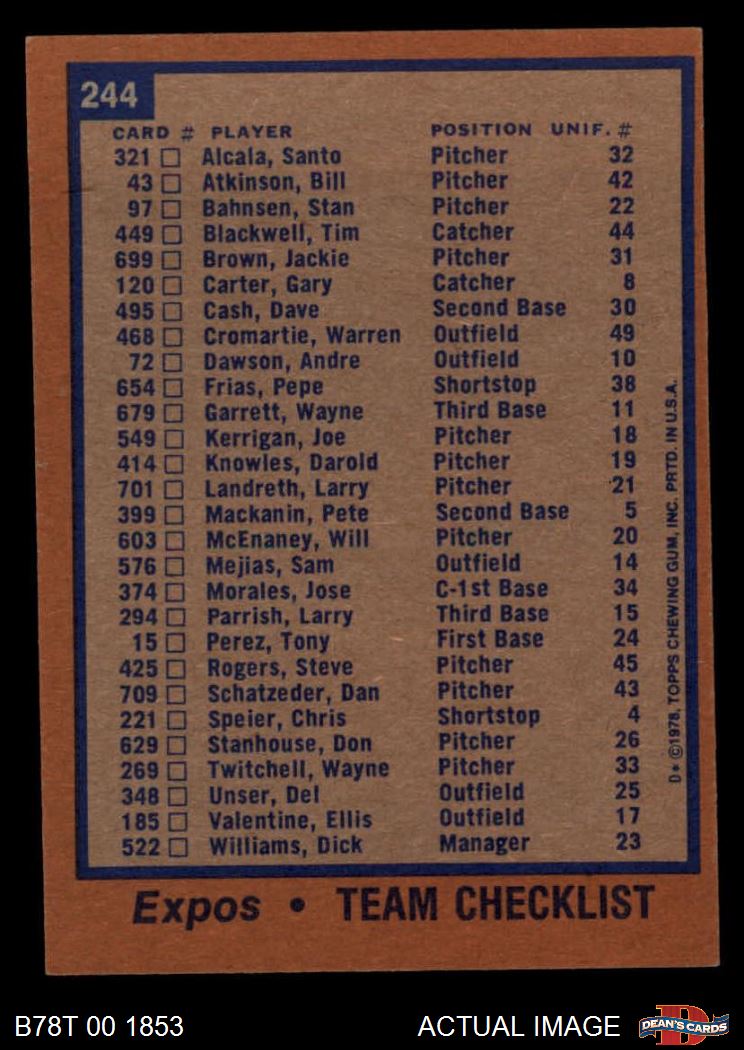 244
CARD # PLAYER POSITION UNIF. #
321 Alcala, Santo Pitcher 32
43 Atkinson, Bill Pitcher 42
97 Bahnsen, Stan Pitcher 22
449 Blackwell, Tim Catcher 44
699 Brown, Jackie Pitcher 31
120 Carter, Gary Catcher 8
495 Cash, Dave Second Base 30
468 Cromartie, Warren Outfield 49
72 Dawson, Andre Outfield 10
654 Frias, Pepe Shortstop 38
679 Garrett, Wayne Third Base 11
549 Kerrigan, Joe Pitcher 18
414 Knowles, Darold Pitcher 19
701 Landreth, Larry Pitcher 21
399 Mackanin, Pete Second Base 5
603 McEnaney, Will Pitcher 20
576 Mejias, Sam Outfield 14
374 Morales, Jose C-1st Base 34
294 Parrish, Larry Third Base 15
15 Perez, Tony First Base 24
425 Rogers, Steve Pitcher 45
709 Schatzeder, Dan Pitcher 43
221 Speier, Chris Shortstop 4
629 Stanhouse, Don Pitcher 26
269 Twitchell, Wayne Pitcher 33
348 Unser, Del Outfield 25
185 Valentine, Ellis Outfield 17
522 Williams, Dick Manager 23
D* ©1978, TOPPS CHEWING GUM, INC. PRTD. IN U.S.A.
Expos • TEAM CHECKLIST
B78T 00 1853 ACTUAL IMAGE DEAN'S CARDS